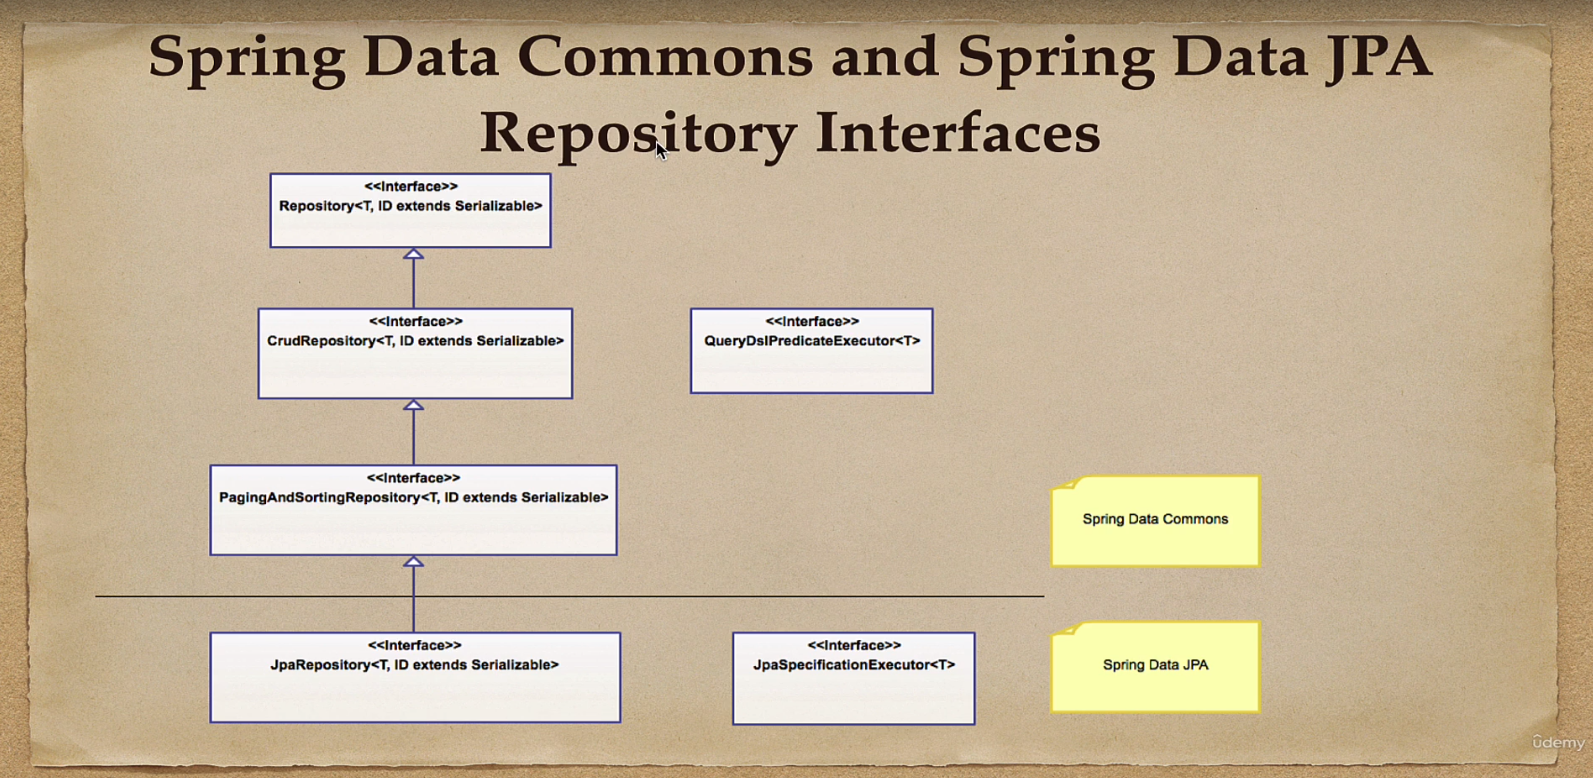 Spring Data Commons and Spring Data JPA
Repository Interfaces
<<Interface>>
Repository<T, ID extends Serializable>
<<Interface>>
CrudRepository<T, ID extends Serializable>
<<Interface>>
QueryDslPredicateExecutor<T>
<<Interface>>
PagingAndSortingRepository<T, ID extends Serializable>
Spring Data Commons
<<Interface>>
JpaRepository<T, ID extends Serializable>
<<Interface>>
JpaSpecificationExecutor<T>
Spring Data JPA
ûdemy